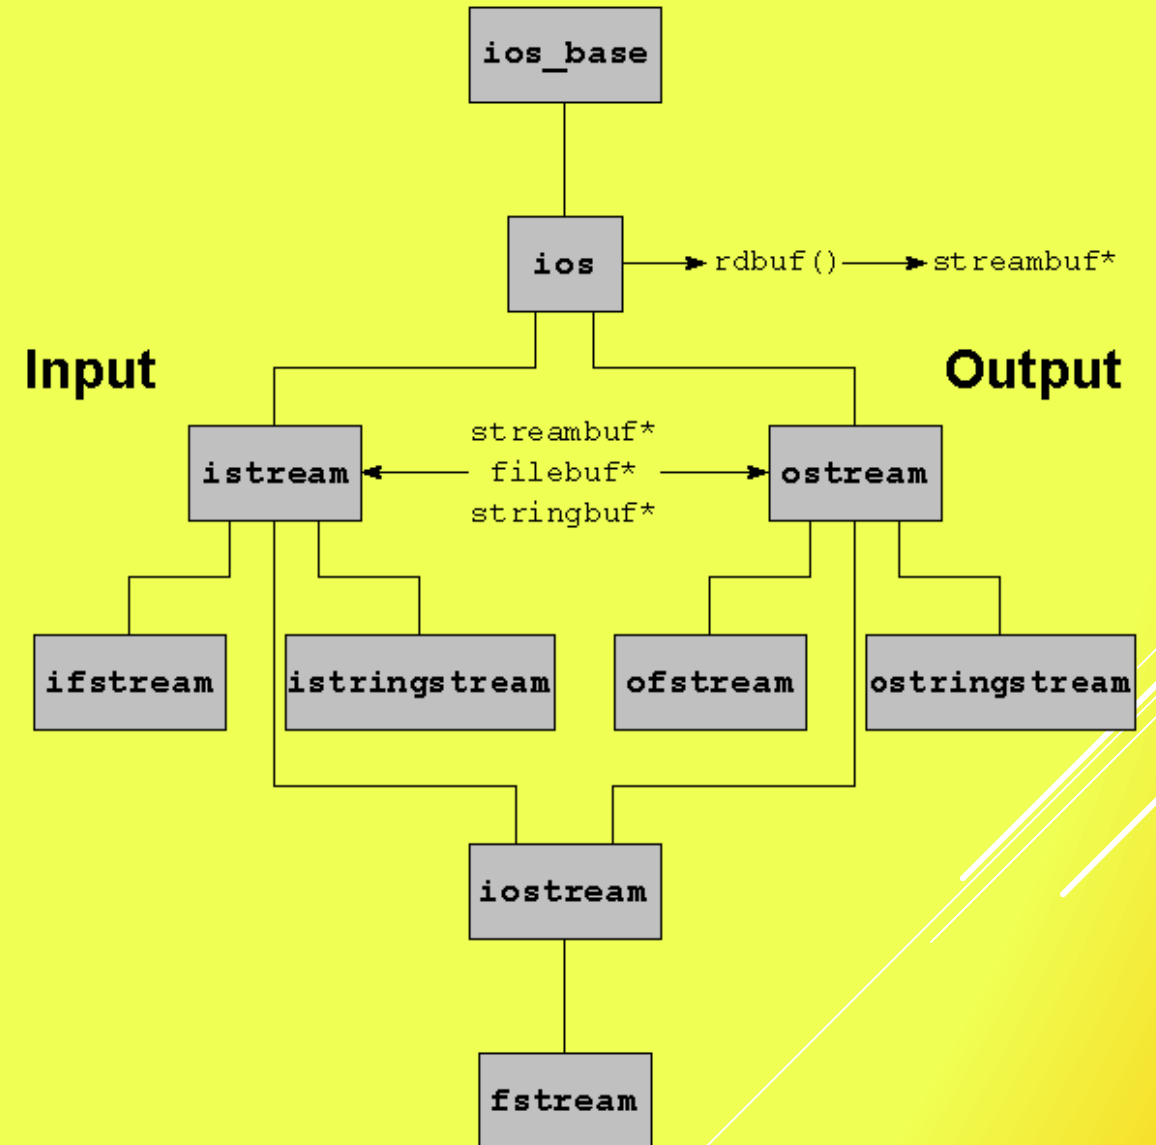 ios_base
ios
rdbuf()
streambuf*
Input
Output
streambuf*
istream
filebuf*
ostream
stringbuf*
ifstream
istringstream
ofstream
ostringstream
iostream
fstream